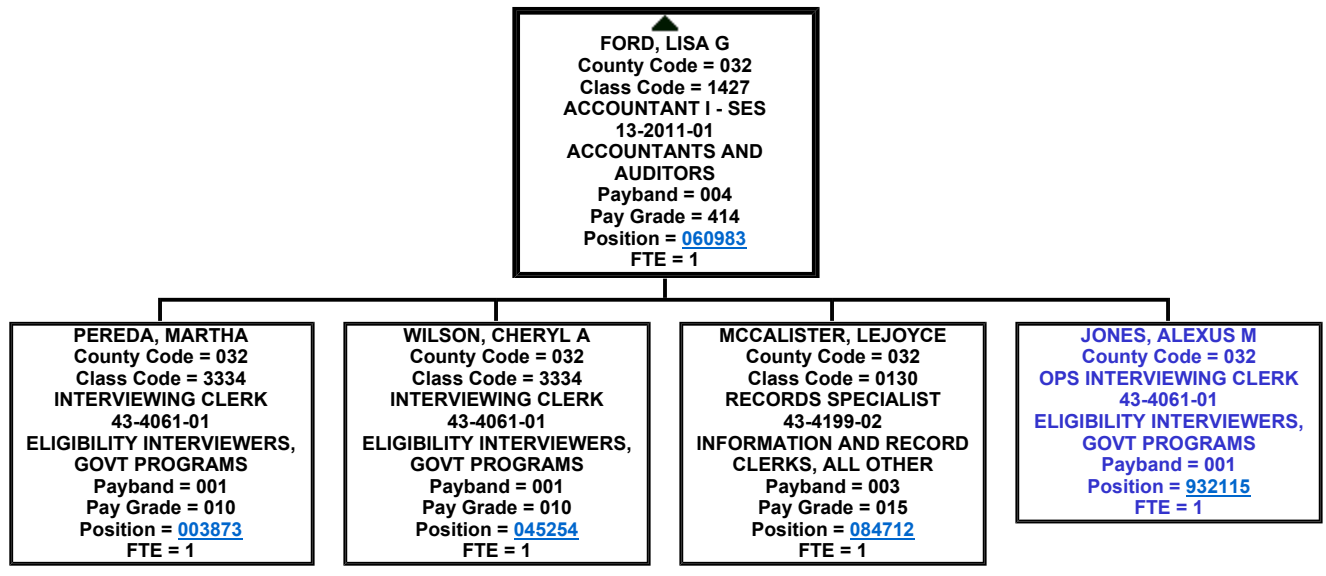 FORD, LISA G
County Code = 032
Class Code = 1427
ACCOUNTANT I - SES
13-2011-01
ACCOUNTANTS AND
AUDITORS
Payband = 004
Pay Grade = 414
Position = 060983
FTE = 1
PEREDA, MARTHA
County Code = 032
Class Code = 3334
INTERVIEWING CLERK
43-4061-01
ELIGIBILITY INTERVIEWERS,
GOVT PROGRAMS
Payband = 001
Pay Grade = 010
Position = 003873
FTE = 1
WILSON, CHERYL A
County Code = 032
Class Code = 3334
INTERVIEWING CLERK
43-4061-01
ELIGIBILITY INTERVIEWERS,
GOVT PROGRAMS
Payband = 001
Pay Grade = 010
Position = 045254
FTE = 1
MCCALISTER, LEJOYCE
County Code = 032
Class Code = 0130
RECORDS SPECIALIST
43-4199-02
INFORMATION AND RECORD
CLERKS, ALL OTHER
Payband = 003
Pay Grade = 015
Position = 084712
FTE = 1
JONES, ALEXUS M
County Code = 032
OPS INTERVIEWING CLERK
43-4061-01
ELIGIBILITY INTERVIEWERS,
GOVT PROGRAMS
Payband = 001
Position = 932115
FTE = 1